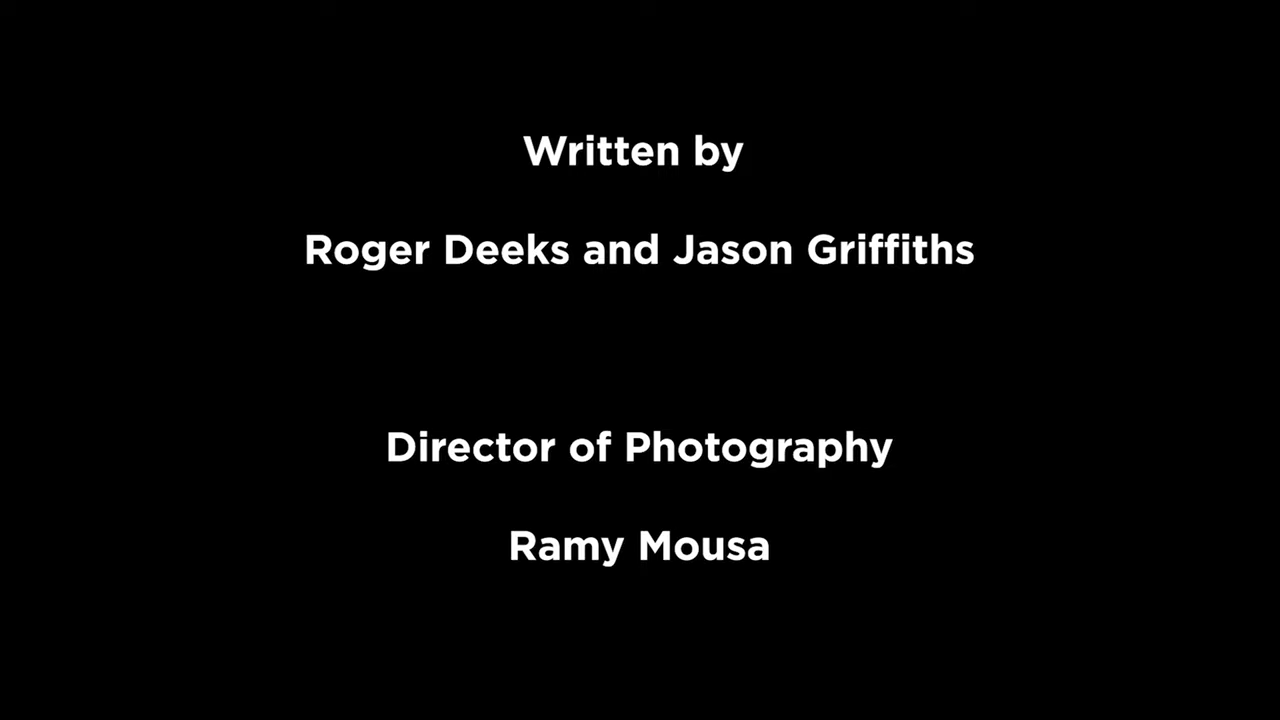 Written by
Roger Deeks and Jason Griffiths
Director of Photography
Ramy Mousa